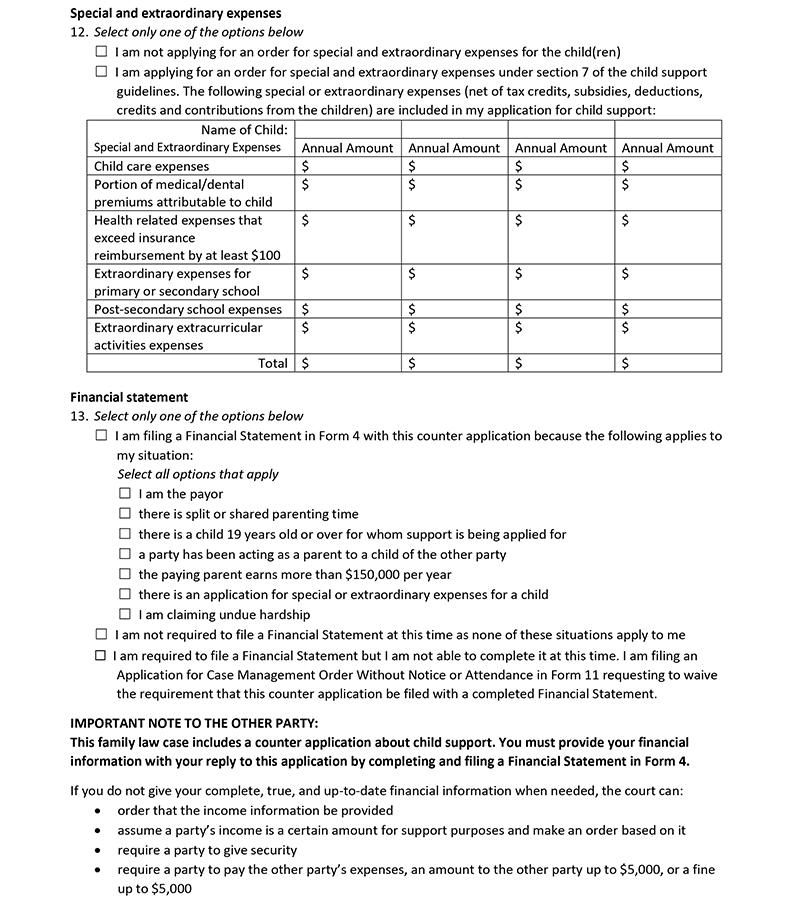 Special and extraordinary expenses
12. Select only one of the options below
☐ I am not applying for an order for special and extraordinary expenses for the child(ren)
☐ I am applying for an order for special and extraordinary expenses under section 7 of the child support
guidelines. The following special or extraordinary expenses (net of tax credits, subsidies, deductions,
credits and contributions from the children) are included in my application for child support:
Name of Child:
Special and Extraordinary Expenses Annual Amount Annual Amount Annual Amount Annual Amount
Child care expenses $ $ $ $
Portion of medical/dental $ $ $ $
premiums attributable to child
Health related expenses that $ $ $ $
exceed insurance
reimbursement by at least $100
Extraordinary expenses for $ $ $ $
primary or secondary school
Post-secondary school expenses $ $ $ $
Extraordinary extracurricular $ $ $ $
activities expenses
Total $ $ $ $
Financial statement
13. Select only one of the options below
☐ I am filing a Financial Statement in Form 4 with this counter application because the following applies to
my situation:
Select all options that apply
☐ I am the payor
☐ there is split or shared parenting time
☐ there is a child 19 years old or over for whom support is being applied for
☐ a party has been acting as a parent to a child of the other party
☐ the paying parent earns more than $150,000 per year
☐ there is an application for special or extraordinary expenses for a child
☐ I am claiming undue hardship
☐ I am not required to file a Financial Statement at this time as none of these situations apply to me
☐ I am required to file a Financial Statement but I am not able to complete it at this time. I am filing an
Application for Case Management Order Without Notice or Attendance in Form 11 requesting to waive
the requirement that this counter application be filed with a completed Financial Statement.
IMPORTANT NOTE TO THE OTHER PARTY:
This family law case includes a counter application about child support. You must provide your financial
information with your reply to this application by completing and filing a Financial Statement in Form 4.
If you do not give your complete, true, and up-to-date financial information when needed, the court can:
• order that the income information be provided
• assume a party's income is a certain amount for support purposes and make an order based on it
• require a party to give security
• require a party to pay the other party's expenses, an amount to the other party up to $5,000, or a fine
up to $5,000